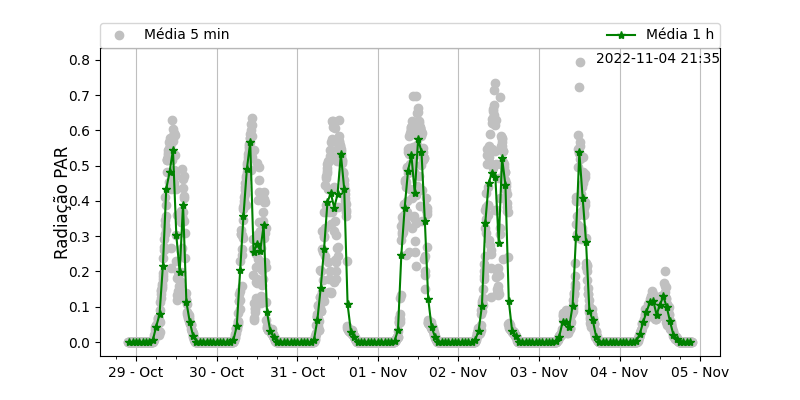 Média 5 min
Média 1 h
2022-11-04 21:35
Radiação PAR
0.8
0.7
0.6
0.5
0.4
0.3
0.2
0.1
0.0
29 - Oct
30 - Oct
31 - Oct
01 - Nov
02 - Nov
03 - Nov
04 - Nov
05 - Nov